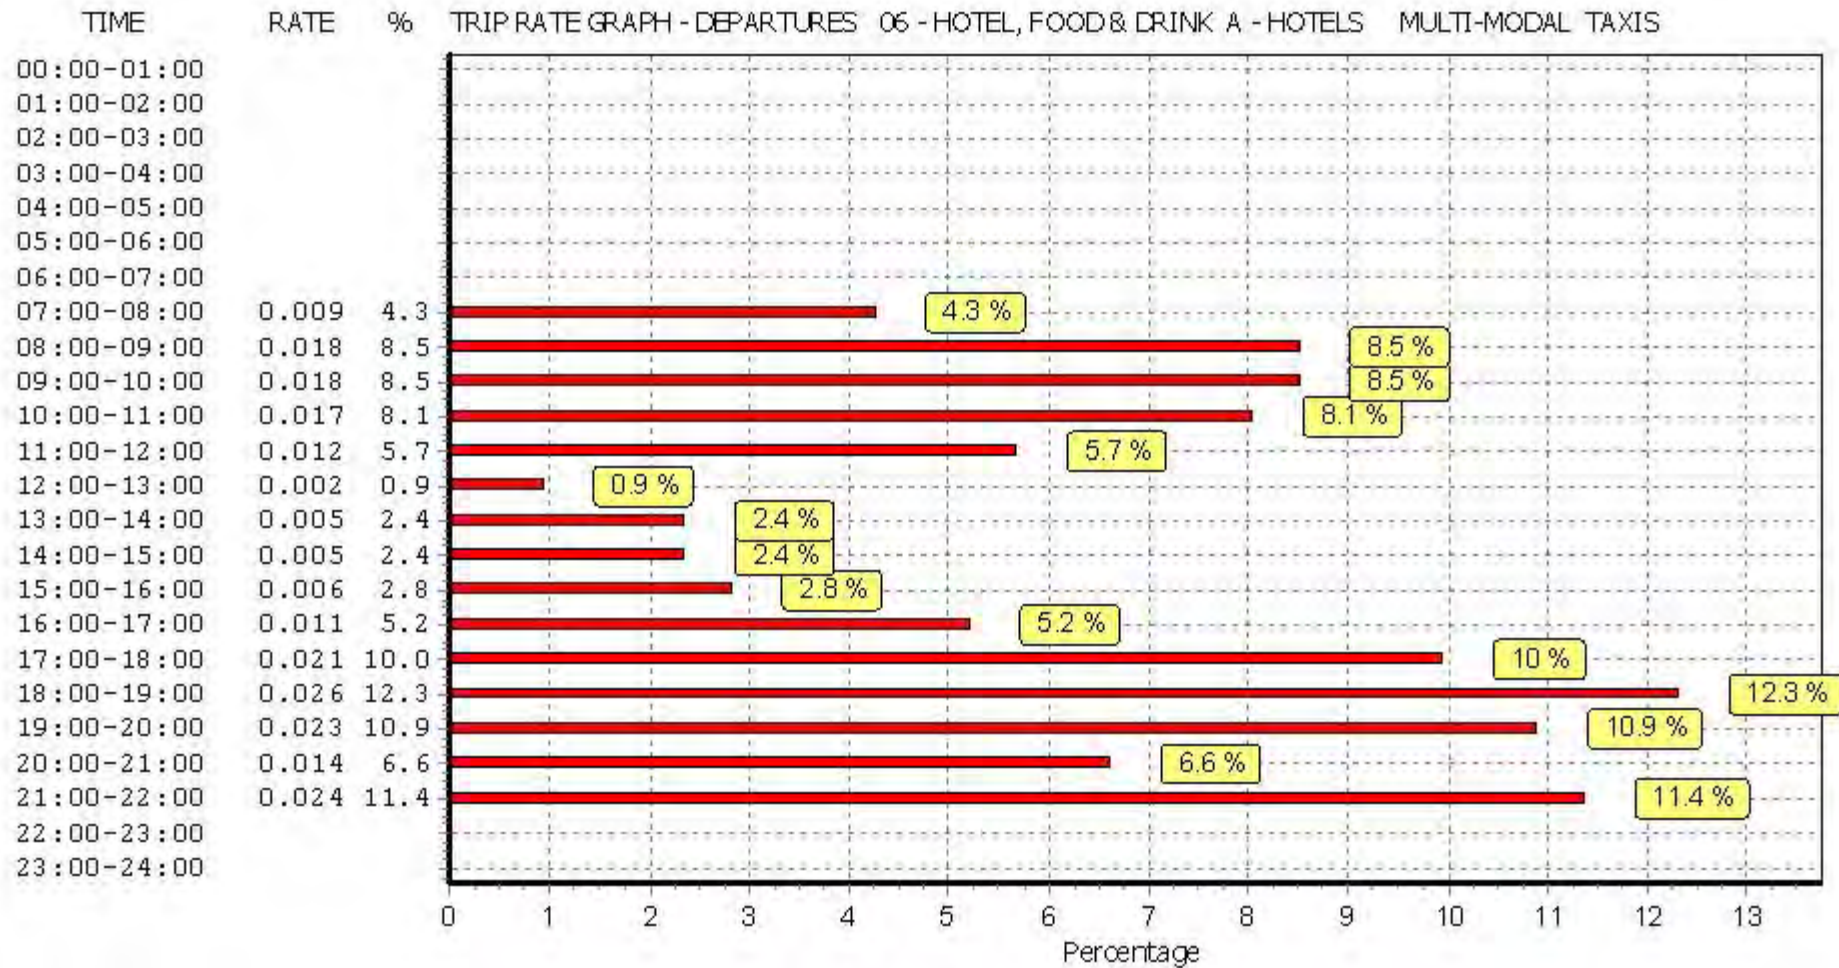 TIME RATE % TRIP RATE GRAPH - DEPARTURES 06 - HOTEL, FOOD & DRINK A - HOTELS MULTI-MODAL TAXIS
00:00-01:00
01:00-02:00
02:00-03:00
03:00-04:00
04:00-05:00
05:00-06:00
06:00-07:00
07:00-08:00 0.009 4.3 4.3 %
08:00-09:00 0.018 8.5 8.5 %
09:00-10:00 0.018 8.5 8.5 %
10:00-11:00 0.017 8.1 8.1 %
11:00-12:00 0.012 5.7 5.7 %
12:00-13:00 0.002 0.9 0.9 %
13:00-14:00 0.005 2.4 2.4 %
14:00-15:00 0.005 2.4 2.4 %
15:00-16:00 0.006 2.8 2.8 %
16:00-17:00 0.011 5.2 5.2 %
17:00-18:00 0.021 10.0 10 %
18:00-19:00 0.026 12.3 12.3 %
19:00-20:00 0.023 10.9 10.9 %
20:00-21:00 0.014 6.6 6.6 %
21:00-22:00 0.024 11.4 11.4 %
22:00-23:00
23:00-24:00
0 1 2 3 4 5 6 7 8 9 10 11 12 13
Percentage